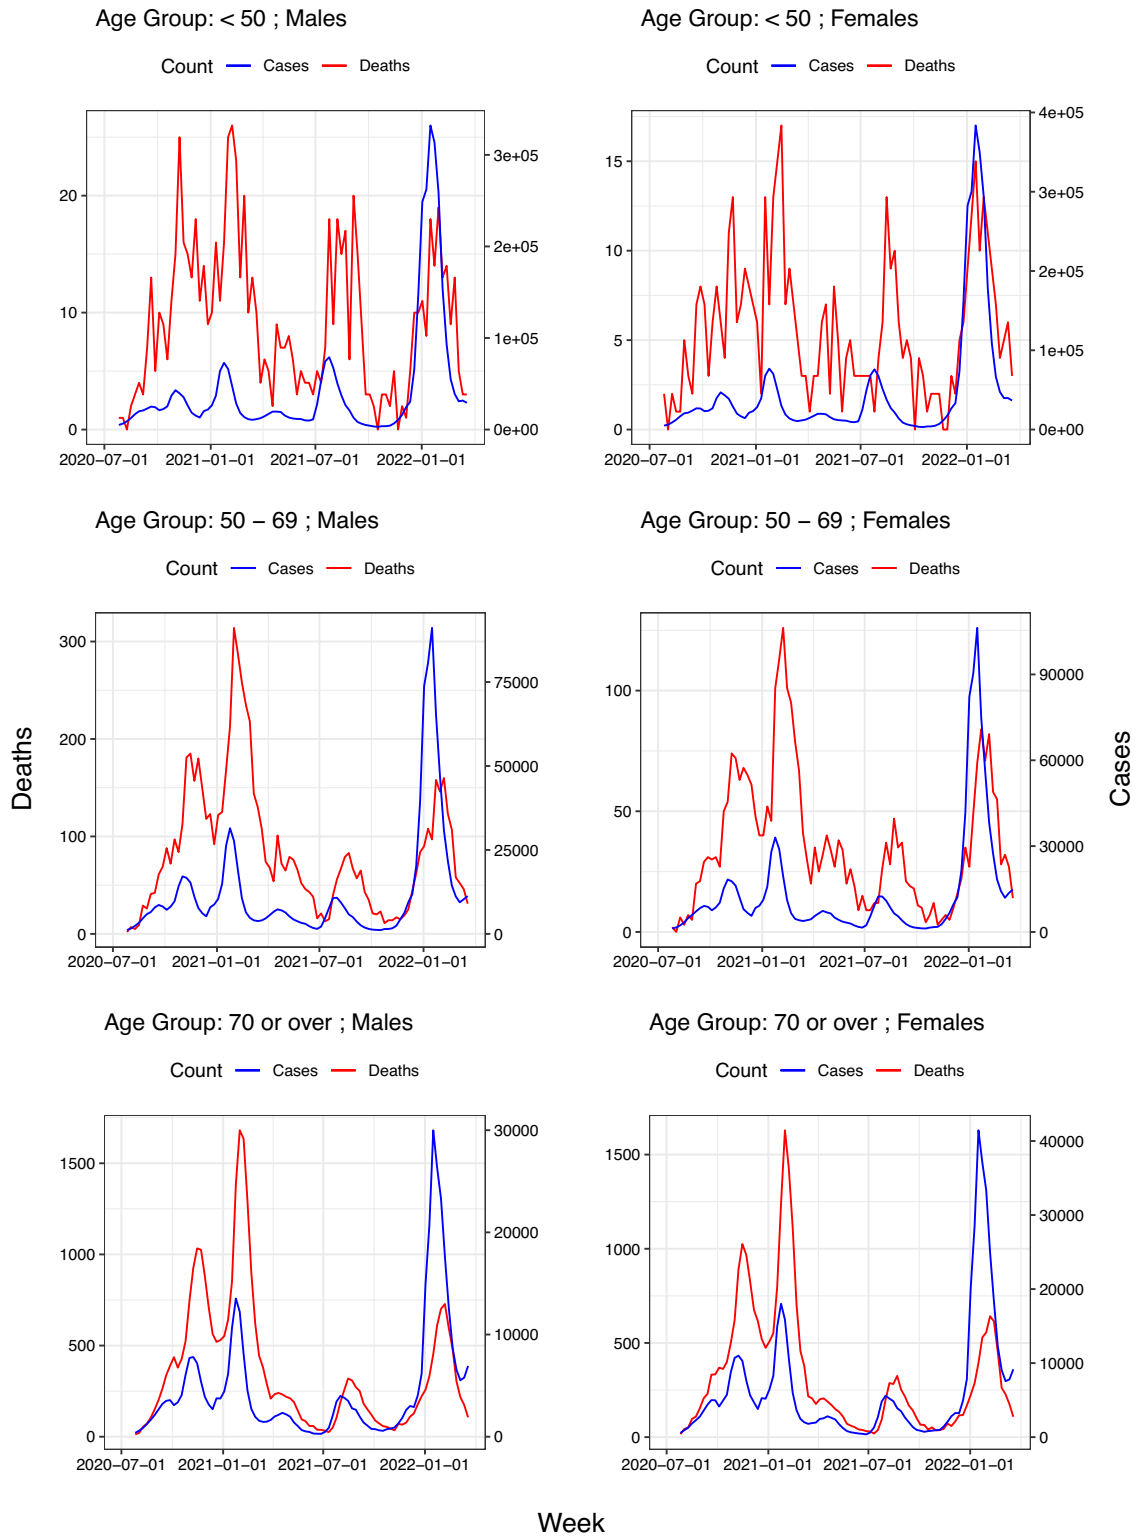 Age Group: < 50 ; Males
Count Cases Deaths
20
10
0
3e+05
2e+05
1e+05
0e+00
2020−07−01 2021−01−01 2021−07−01 2022−01−01
Age Group: < 50 ; Females
Count Cases Deaths
15
10
5
0
4e+05
3e+05
2e+05
1e+05
0e+00
2020−07−01 2021−01−01 2021−07−01 2022−01−01
Age Group: 50 − 69 ; Males
Count Cases Deaths
300
200
100
0
75000
50000
25000
0
2020−07−01 2021−01−01 2021−07−01 2022−01−01
Age Group: 50 − 69 ; Females
Count Cases Deaths
100
50
0
90000
60000
30000
0
2020−07−01 2021−01−01 2021−07−01 2022−01−01
Deaths
Cases
Age Group: 70 or over ; Males
Count Cases Deaths
1500
1000
500
0
30000
20000
10000
0
2020−07−01 2021−01−01 2021−07−01 2022−01−01
Age Group: 70 or over ; Females
Count Cases Deaths
1500
1000
500
0
40000
30000
20000
10000
0
2020−07−01 2021−01−01 2021−07−01 2022−01−01
Week